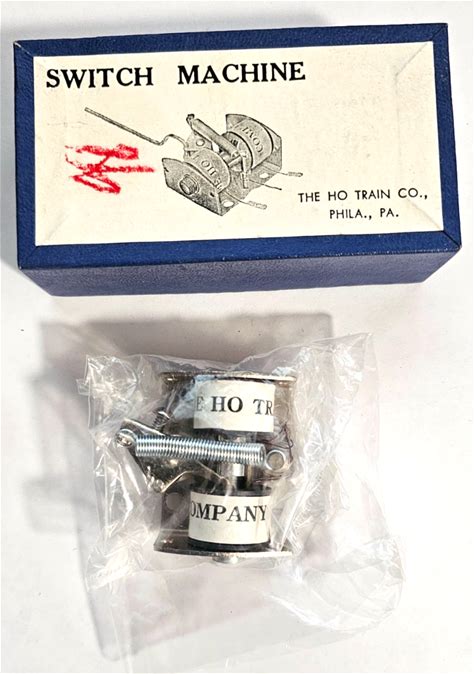 SWITCH MACHINE
THE HO TRAIN CO.,
PHILA., PA.
E HO TR
OMPANY